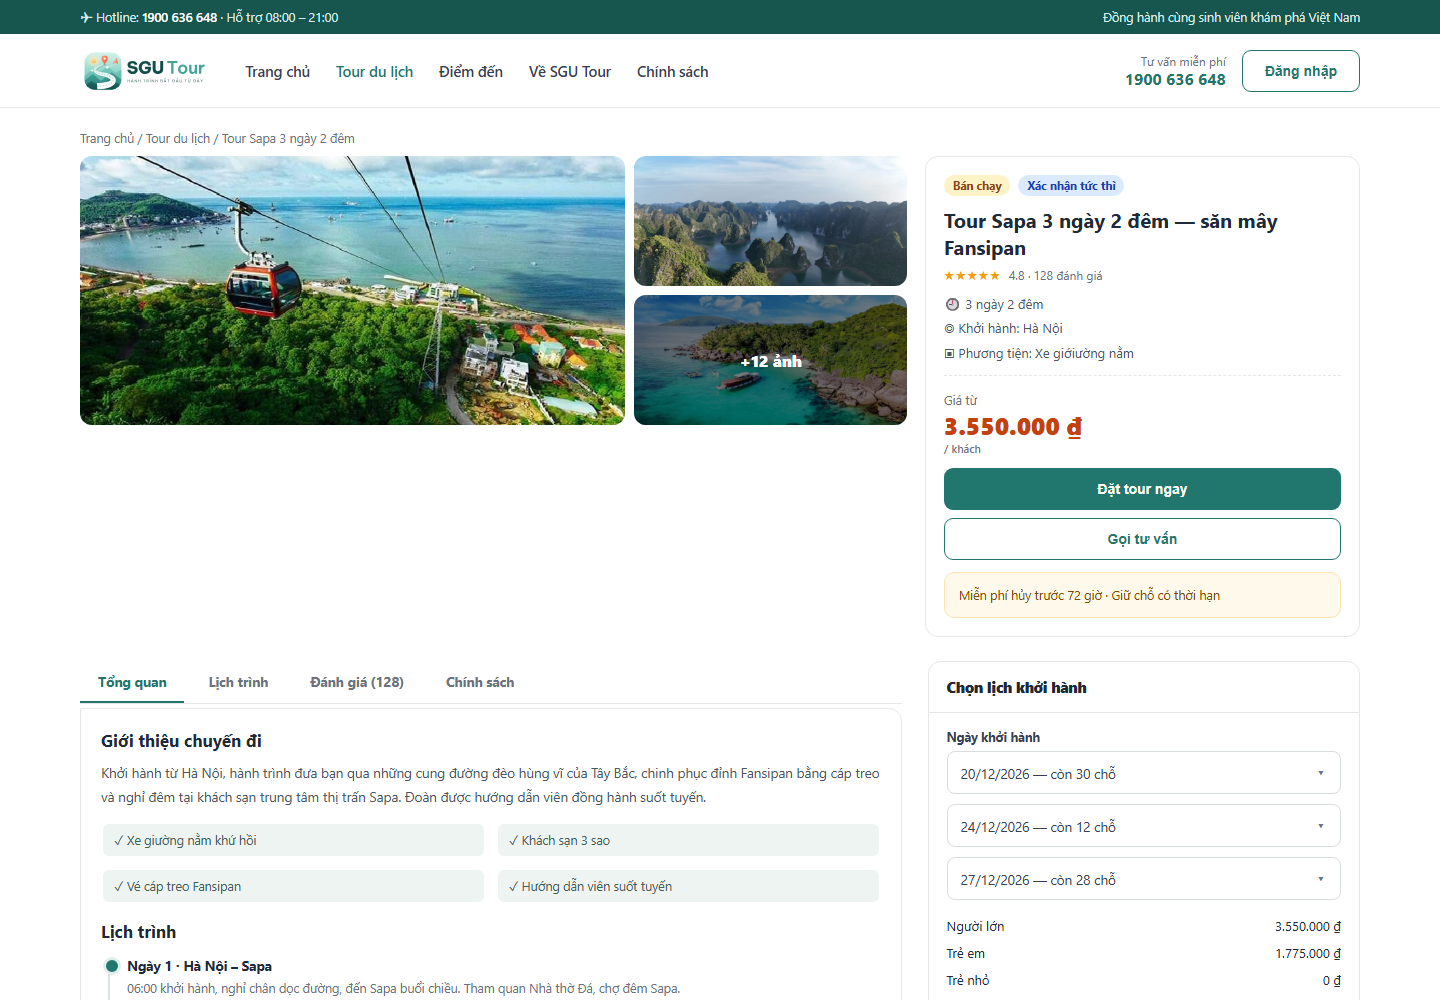 ✈ Hotline: 1900 636 648 · Hỗ trợ 08:00 – 21:00
Đồng hành cùng sinh viên khám phá Việt Nam
SGU Tour
HÀNH TRÌNH BẮT ĐẦU TỪ ĐÂY
Trang chủ
Tour du lịch
Điểm đến
Về SGU Tour
Chính sách
Tư vấn miễn phí
1900 636 648
Đăng nhập
Trang chủ / Tour du lịch / Tour Sapa 3 ngày 2 đêm
+12 ảnh
Bán chạy
Xác nhận tức thì
Tour Sapa 3 ngày 2 đêm — săn mây
Fansipan
★★★★★ 4.8 · 128 đánh giá
3 ngày 2 đêm
◎ Khởi hành: Hà Nội
▣ Phương tiện: Xe giớiường nằm
Giá từ
3.550.000 ₫
/ khách
Đặt tour ngay
Gọi tư vấn
Miễn phí hủy trước 72 giờ · Giữ chỗ có thời hạn
Tổng quan
Lịch trình
Đánh giá (128)
Chính sách
Giới thiệu chuyến đi
Khởi hành từ Hà Nội, hành trình đưa bạn qua những cung đường đèo hùng vĩ của Tây Bắc, chinh phục đỉnh Fansipan bằng cáp treo
và nghỉ đêm tại khách sạn trung tâm thị trấn Sapa. Đoàn được hướng dẫn viên đồng hành suốt tuyến.
✓ Xe giường nằm khứ hồi
✓ Khách sạn 3 sao
✓ Vé cáp treo Fansipan
✓ Hướng dẫn viên suốt tuyến
Lịch trình
Ngày 1 · Hà Nội – Sapa
06:00 khởi hành, nghỉ chân dọc đường, đến Sapa buổi chiều. Tham quan Nhà thờ Đá, chợ đêm Sapa.
Chọn lịch khởi hành
Ngày khởi hành
20/12/2026 — còn 30 chỗ
24/12/2026 — còn 12 chỗ
27/12/2026 — còn 28 chỗ
Người lớn 3.550.000 ₫
Trẻ em 1.775.000 ₫
Trẻ nhỏ 0 ₫